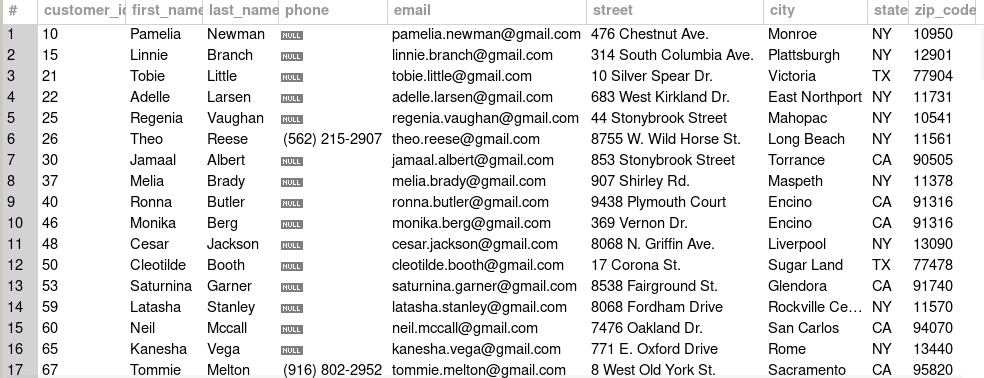 # customer_id first_name last_name phone email street city state zip_code
1 10 Pamelia Newman NULL pamelia.newman@gmail.com 476 Chestnut Ave. Monroe NY 10950
2 15 Linnie Branch NULL linnie.branch@gmail.com 314 South Columbia Ave. Plattsburgh NY 12901
3 21 Tobie Little NULL tobie.little@gmail.com 10 Silver Spear Dr. Victoria TX 77904
4 22 Adelle Larsen NULL adelle.larsen@gmail.com 683 West Kirkland Dr. East Northport NY 11731
5 25 Regenia Vaughan NULL regenia.vaughan@gmail.com 44 Stonybrook Street Mahopac NY 10541
6 26 Theo Reese (562) 215-2907 theo.reese@gmail.com 8755 W. Wild Horse St. Long Beach NY 11561
7 30 Jamaal Albert NULL jamaal.albert@gmail.com 853 Stonybrook Street Torrance CA 90505
8 37 Melia Brady NULL melia.brady@gmail.com 907 Shirley Rd. Maspeth NY 11378
9 40 Ronna Butler NULL ronna.butler@gmail.com 9438 Plymouth Court Encino CA 91316
10 46 Monika Berg NULL monika.berg@gmail.com 369 Vernon Dr. Encino CA 91316
11 48 Cesar Jackson NULL cesar.jackson@gmail.com 8068 N. Griffin Ave. Liverpool NY 13090
12 50 Cleotilde Booth NULL cleotilde.booth@gmail.com 17 Corona St. Sugar Land TX 77478
13 53 Saturnina Garner NULL saturnina.garner@gmail.com 8538 Fairground St. Glendora CA 91740
14 59 Latasha Stanley NULL latasha.stanley@gmail.com 8068 Fordham Drive Rockville Ce... NY 11570
15 60 Neil Mccall NULL neil.mccall@gmail.com 7476 Oakland Dr. San Carlos CA 94070
16 65 Kanesha Vega NULL kanesha.vega@gmail.com 771 E. Oxford Drive Rome NY 13440
17 67 Tommie Melton (916) 802-2952 tommie.melton@gmail.com 8 West Old York St. Sacramento CA 95820